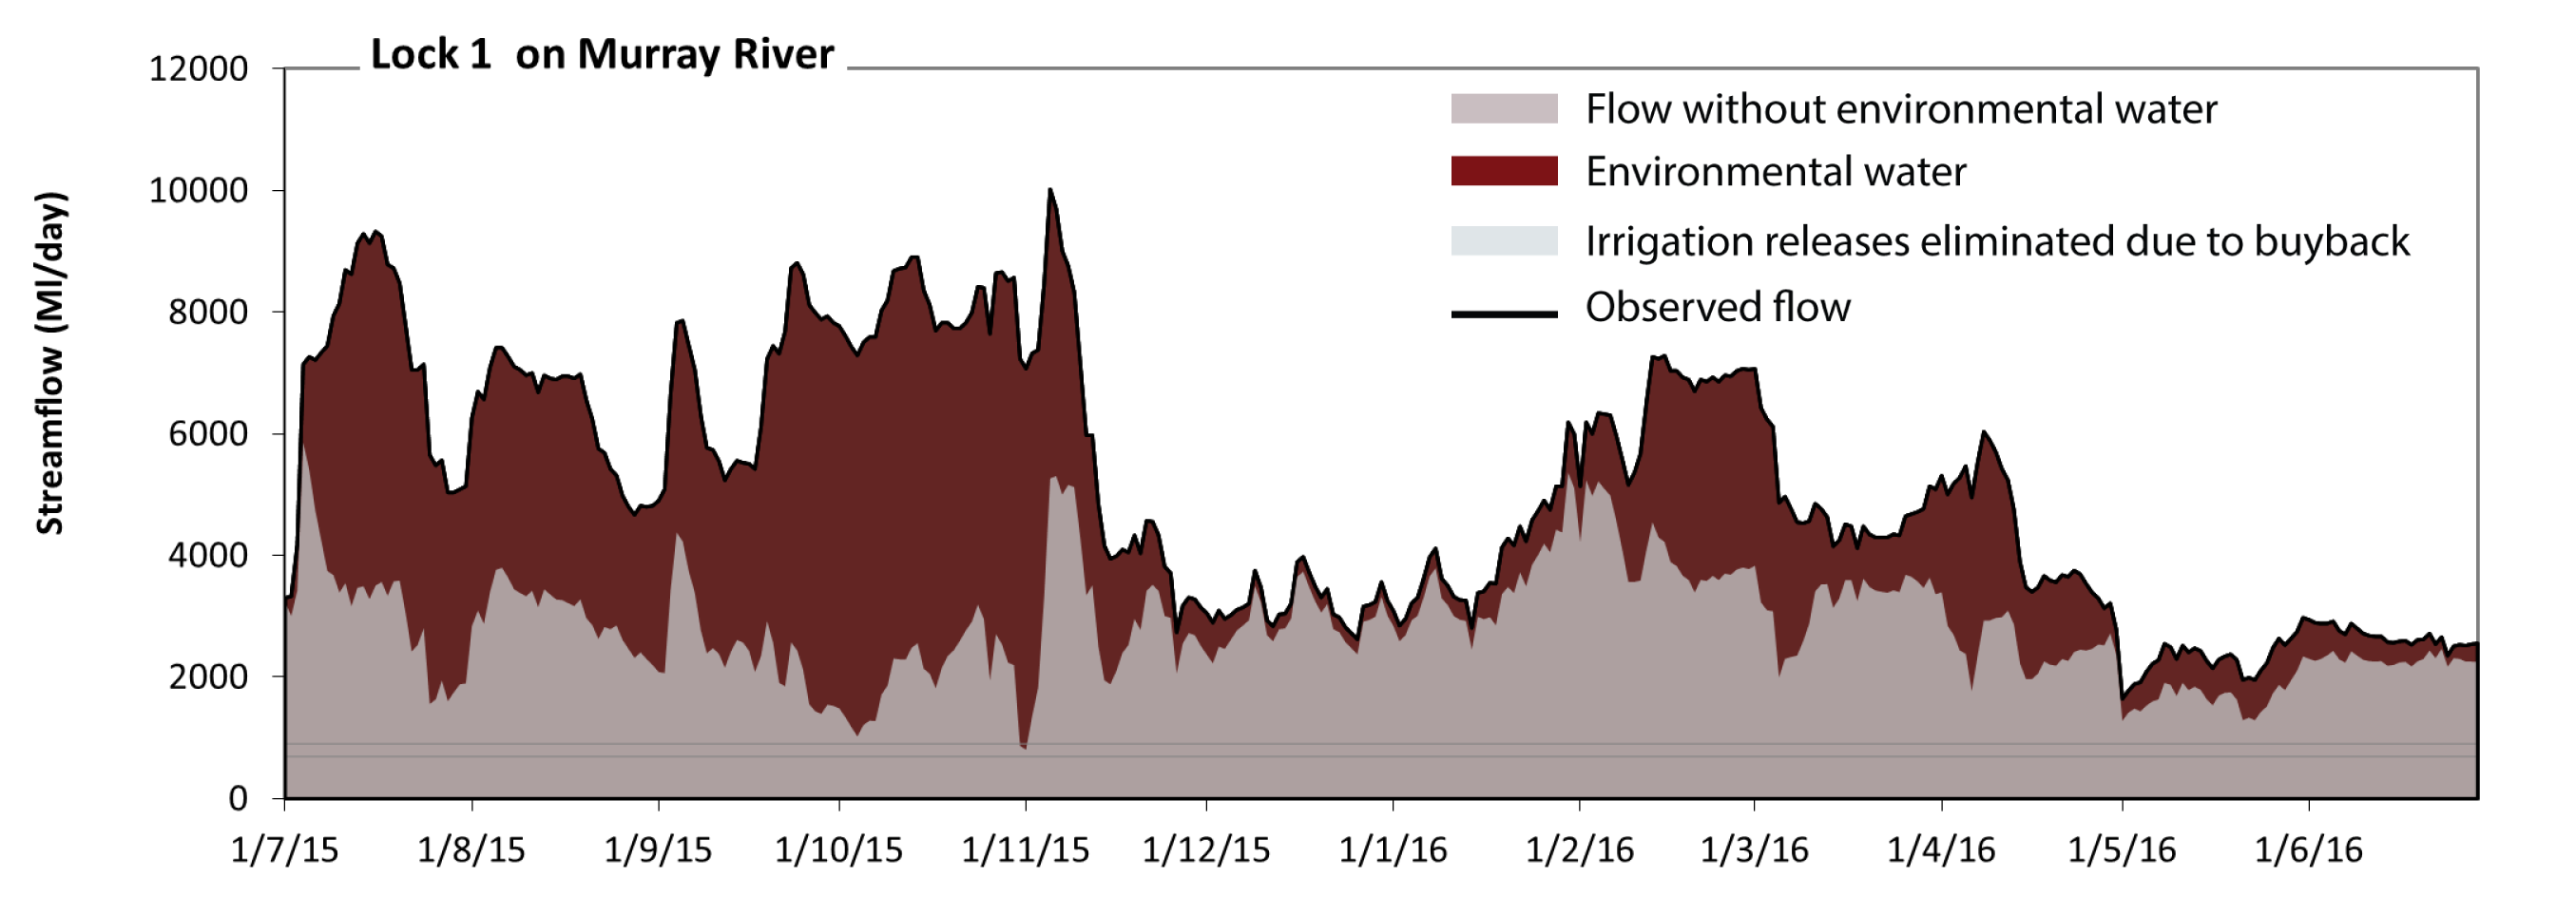 Lock 1 on Murray River
12000
10000
8000
6000
4000
2000
0
Streamflow (Ml/day)
Flow without environmental water
Environmental water
Irrigation releases eliminated due to buyback
Observed flow
1/7/15 1/8/15 1/9/15 1/10/15 1/11/15 1/12/15 1/1/16 1/2/16 1/3/16 1/4/16 1/5/16 1/6/16